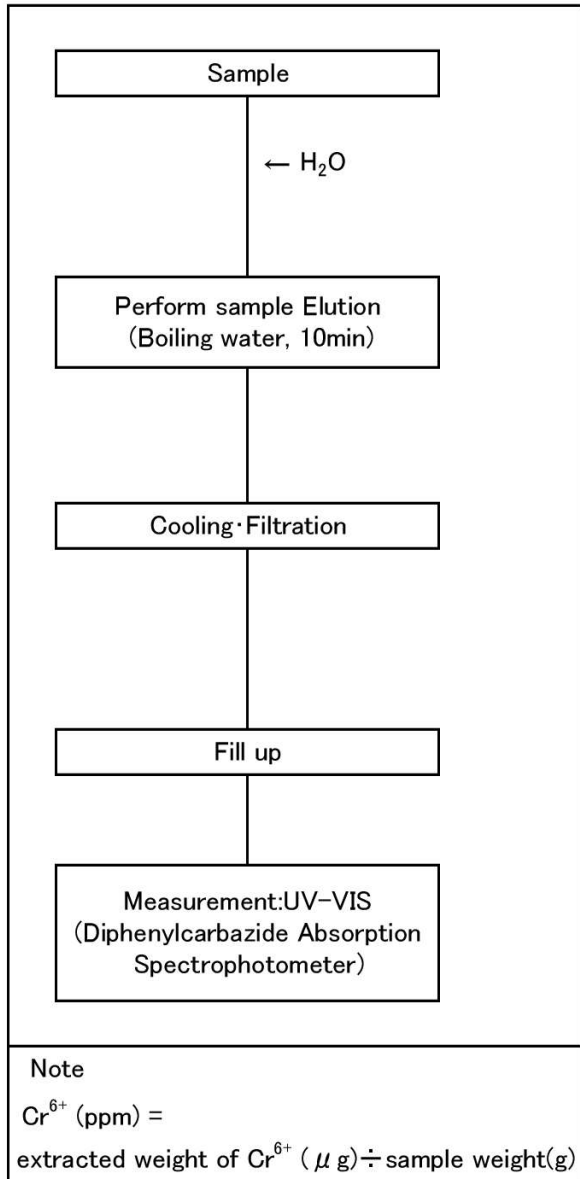 Sample
← H₂O
Perform sample Elution
(Boiling water, 10min)
Cooling・Filtration
Fill up
Measurement:UV-VIS
(Diphenylcarbazide Absorption
Spectrophotometer)
Note
Cr⁶⁺ (ppm) =
extracted weight of Cr⁶⁺ (μg)÷sample weight(g)